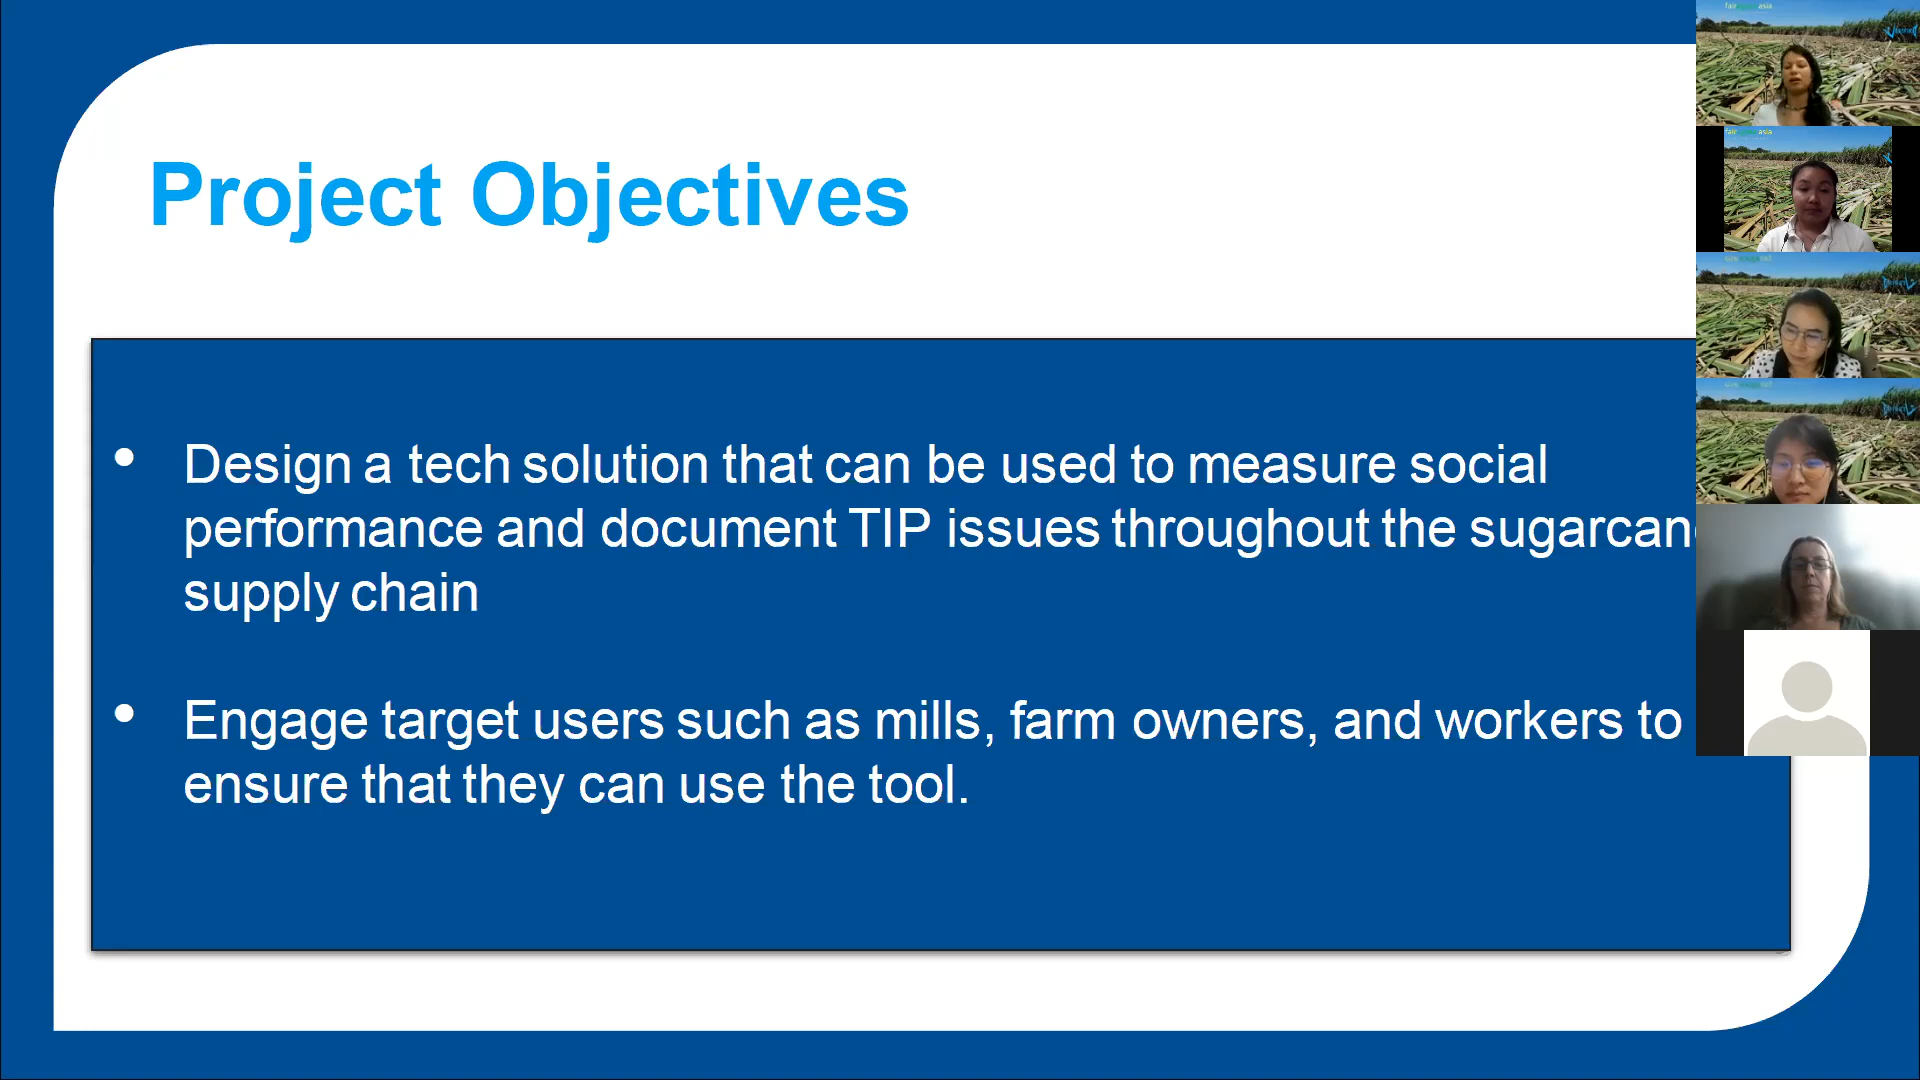 Project Objectives
• Design a tech solution that can be used to measure social
performance and document TIP issues throughout the sugarcan
supply chain
• Engage target users such as mills, farm owners, and workers to
ensure that they can use the tool.